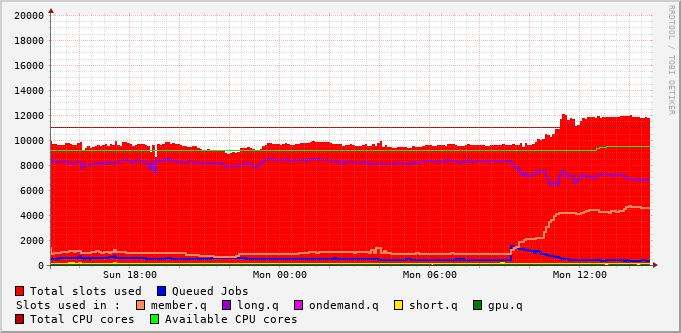 RRDTOOL / TOBI OETIKER
20000
18000
16000
14000
12000
10000
8000
6000
4000
2000
0
Sun 18:00 Mon 00:00 Mon 06:00 Mon 12:00
Total slots used Queued Jobs
Slots used in : member.q long.q ondemand.q short.q gpu.q
Total CPU cores Available CPU cores